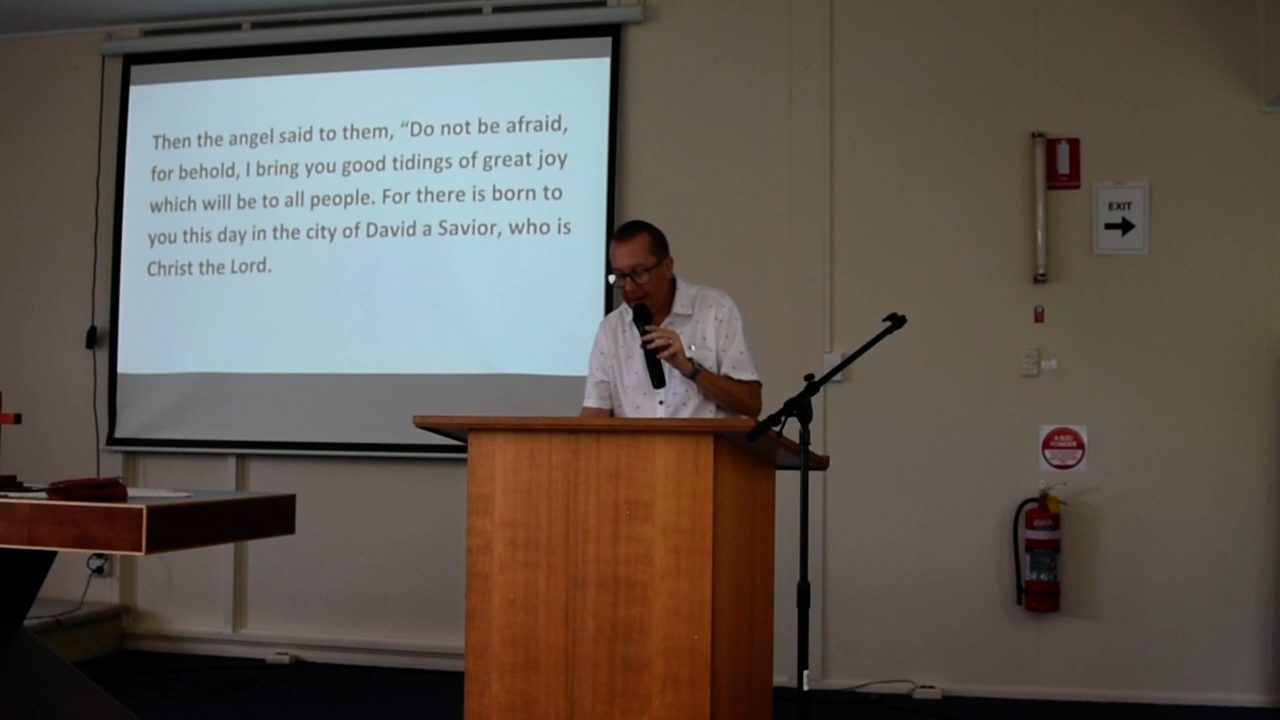 Then the angel said to them, “Do not be afraid,
for behold, I bring you good tidings of great joy
which will be to all people. For there is born to
you this day in the city of David a Savior, who is
Christ the Lord.
EXIT
POWDER